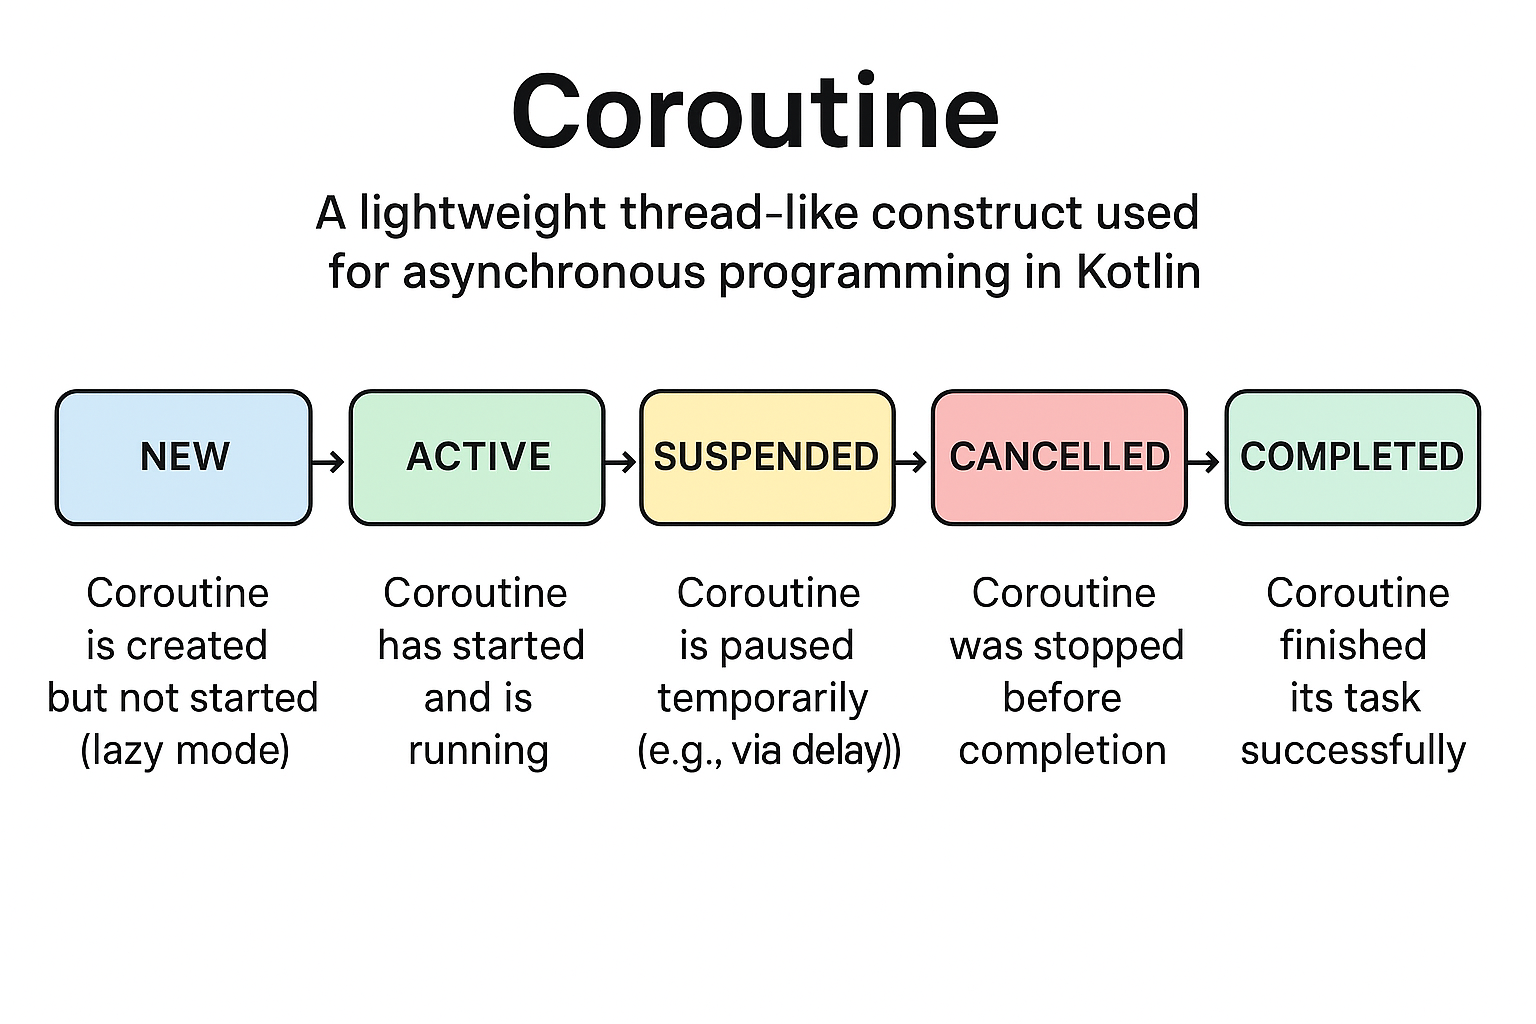 Coroutine
A lightweight thread-like construct used
for asynchronous programming in Kotlin
NEW
ACTIVE
SUSPENDED
CANCELLED
COMPLETED
Coroutine
is created
but not started
(lazy mode)
Coroutine
has started
and is
running
Coroutine
is paused
temporarily
(e.g., via delay))
Coroutine
was stopped
before
completion
Coroutine
finished
its task
successfully